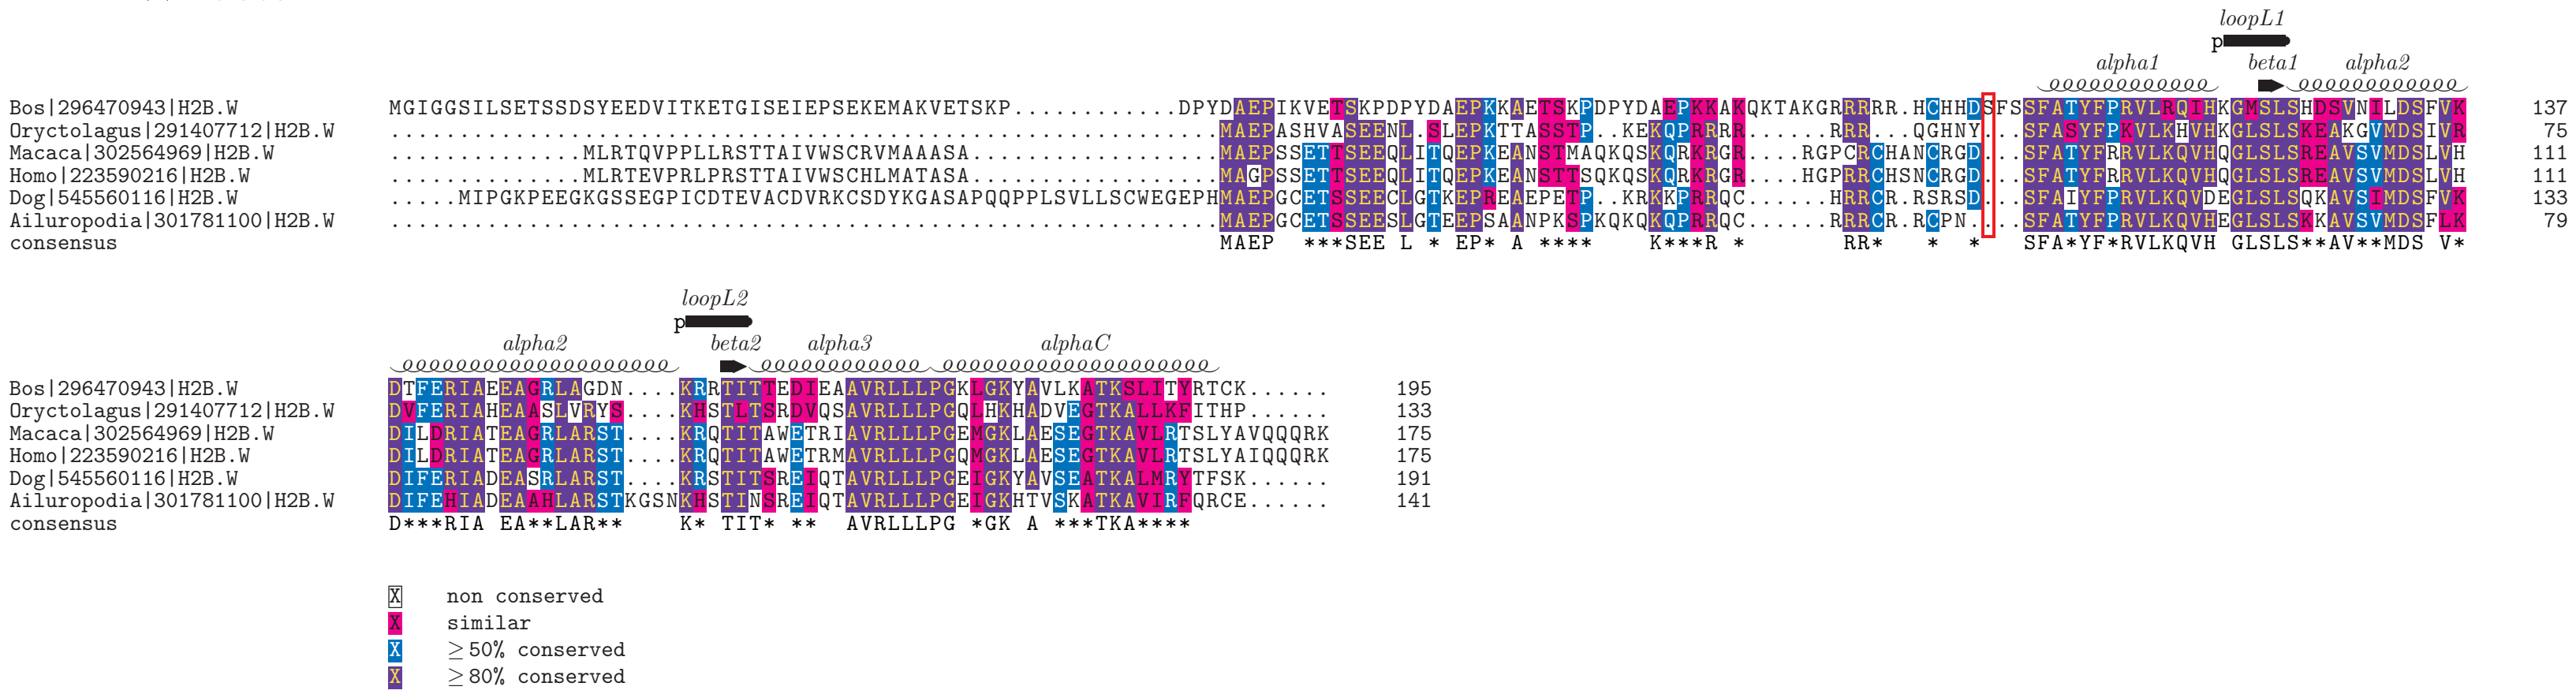 loopL1
p
alpha1 beta1 alpha2
Bos|296470943|H2B.W MGIGGSILSETSSDSYEEDVITKETGISEIEPSEKEMAKVETSKP............DPYDAEPIKVETSKPDPYDAEPKKAETSKPDPYDAEPKKAKQKTAKGRRRRR.HCHHDSFSSFATYFPRVLRQIHKGMSLSHDSVNILDSFVK 137
Oryctolagus|291407712|H2B.W ............................................................MAEPASHVASEENL.SLEPKTTASSTP..KEKQPRRRR......RRR...QGHNY....SFASYFPKVLKHVHKGLSLSKEAKGVMDSIVR 75
Macaca|302564969|H2B.W ..............MLRTQVPPLLRSTTAIVWSCRVMAAASA..................MAEPSSETTSEEQLITQEPKEANSTMAQKQSKQRKRGR....RGPCRCHANCRGD...SFATYFRRVLKQVHQGLSLSREAVSVMDSLVH 111
Homo|223590216|H2B.W ..............MLRTEVPRLPRSTTAIVWSCHLMATASA..................MAGPSSETTSEEQLITQEPKEANSTTSQKQSKQRKRGR....HGPRRCHSNCRGD...SFATYFRRVLKQVHQGLSLSREAVSVMDSLVH 111
Dog|545560116|H2B.W .....MIPGKPEEGKGSSEGPICDTEVACDVRKCSDYKGASAPQQPPLSVLLSCWEGEPHMAEPGCETSSEESCLGTKEPREAEPETP..KRKKPRRQC......HRRCR.RSRSD...SFAIYFPRVLKQVDEGLSLSQKAVSIMDSFVK 133
Ailuropodia|301781100|H2B.W ............................................................MAEPGCETSSEESLGTEEPSAANPKSPKQKQKQPRRQC.......RRRCR.RCPN....SFATYFPRVLKQVHEGLSLSKKAVSVMDSFLK 79
consensus MAEP ***SEE L * EP* A **** K***R * RR* * * SFA*YF*RVLKQVH GLSLS**AV**MDS V*
loopL2
p
alpha2 beta2 alpha3 alphaC
Bos|296470943|H2B.W DTFERIAEEAGRLAGDN....KRRTITTEDIEAAVRLLLPGKLGKYAVLKATKSLITYRTCK...... 195
Oryctolagus|291407712|H2B.W DVFERIAHEAASLVRYS....KHSTLTSRDVQSAVRLLLPGQLHKHADVEGTKALLKFITHP...... 133
Macaca|302564969|H2B.W DILDRIATEAGRLARST....KRQTITAWETRIAVRLLLPGEMGKLAESEGTKAVLRTSLYAVQQQRK 175
Homo|223590216|H2B.W DILDRIATEAGRLARST....KRQTITAWETRMAVRLLLPGQMGKLAESEGTKAVLRTSLYAIQQQRK 175
Dog|545560116|H2B.W DIFERIADEASRLARST....KRSTITSREIQTAVRLLLPGEIGKYAVSEATKALMRYTFSK...... 191
Ailuropodia|301781100|H2B.W DIFEHIADEAAHLARSTKGSNKHSTINSREIQTAVRLLLPGEIGKHTVSKATKAVIRFQRCE...... 141
consensus D***RIA EA**LAR** K* TIT* ** AVRLLLPG *GK A ***TKA****
X non conserved
X similar
X ≥50% conserved
X ≥80% conserved